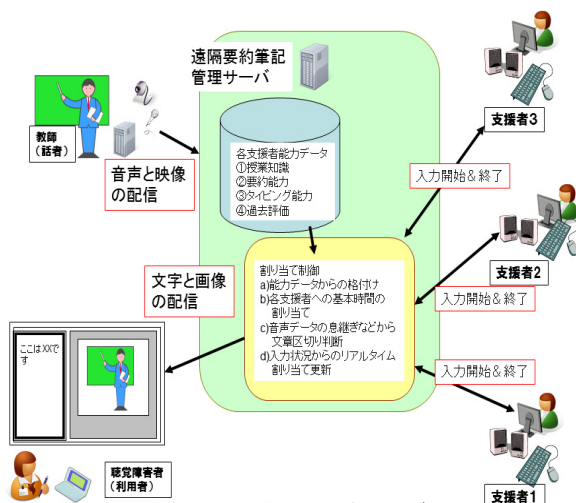 遠隔要約筆記
管理サーバ
教師
(話者)
音声と映像
の配信
各支援者能力データ
①授業知識
②要約能力
③タイピング能力
④過去評価
支援者3
入力開始&終了
支援者2
入力開始&終了
割り当て制御
a)能力データからの格付け
b)各支援者への基本時間の
割り当て
c)音声データの息継ぎなどから
文章区切り判断
d)入力状況からのリアルタイム
割り当て更新
文字と画像
の配信
ここはXXで
す
入力開始&終了
支援者1
聴覚障害者
(利用者)